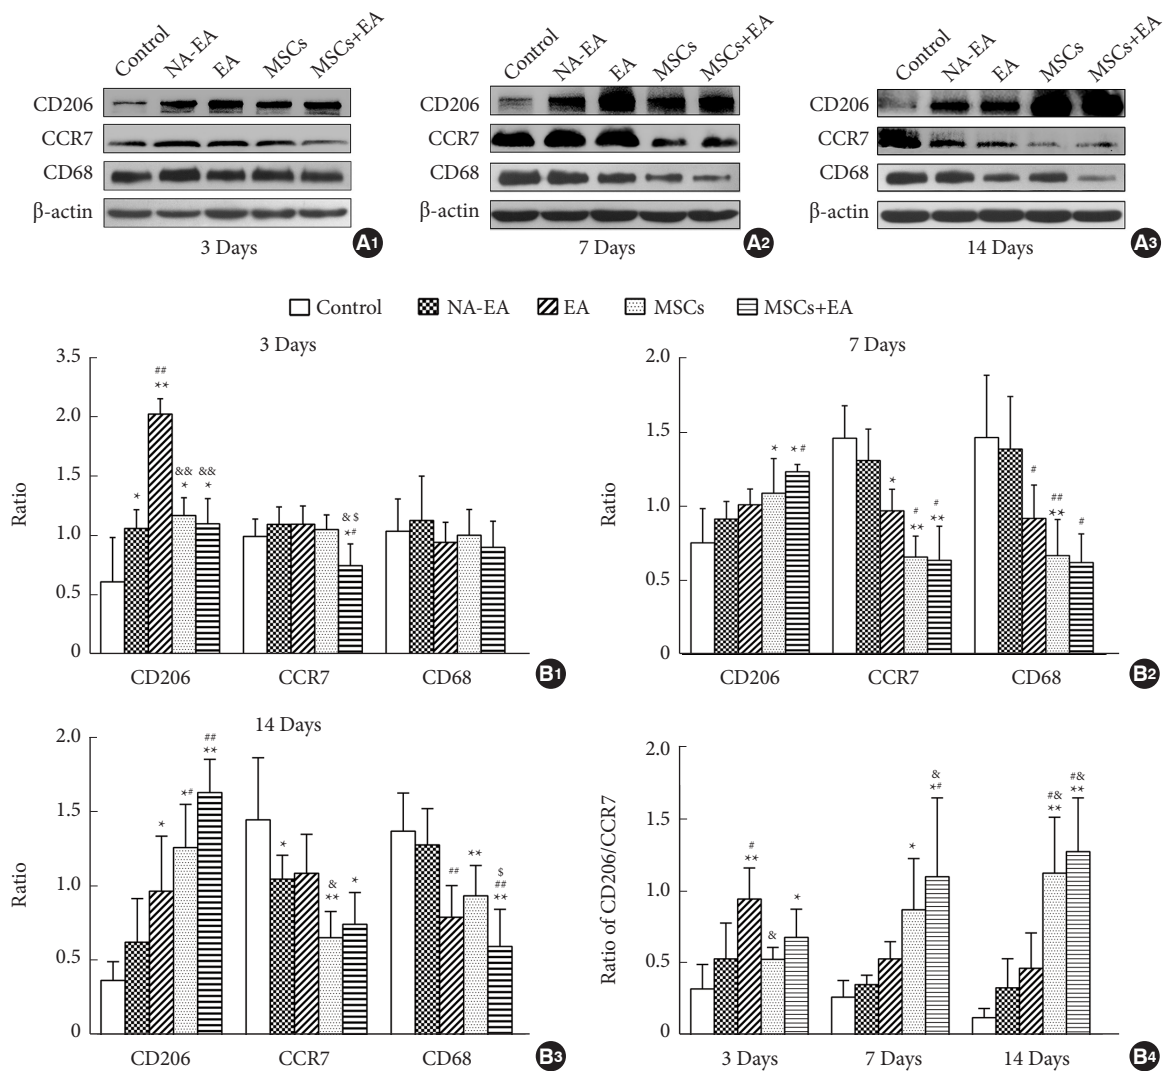 Control NA-EA EA MSCs MSCs+EA
CD206
CCR7
CD68
β-actin
3 Days
A1
Control NA-EA EA MSCs MSCs+EA
CD206
CCR7
CD68
β-actin
7 Days
A2
Control NA-EA EA MSCs MSCs+EA
CD206
CCR7
CD68
β-actin
14 Days
A3
Control NA-EA EA MSCs MSCs+EA
3 Days
Ratio
3.5
2.0
1.5
1.0
0.5
0
*
##
**
&&
*
&&
*
& $
*#
CD206 CCR7 CD68
B1
7 Days
Ratio
2.0
1.5
1.0
0.5
0
*
*#
*
#
**
#
**
#
##
**
#
CD206 CCR7 CD68
B2
14 Days
Ratio
2.0
1.5
1.0
0.5
0
*
*#
##
**
*
&
**
*
##
**
$
##
**
CD206 CCR7 CD68
B3
Ratio of CD206/CCR7
2.0
1.5
1.0
0.5
0
#
**
&
*
*
&
*#
#&
**
#&
**
3 Days 7 Days 14 Days
B4